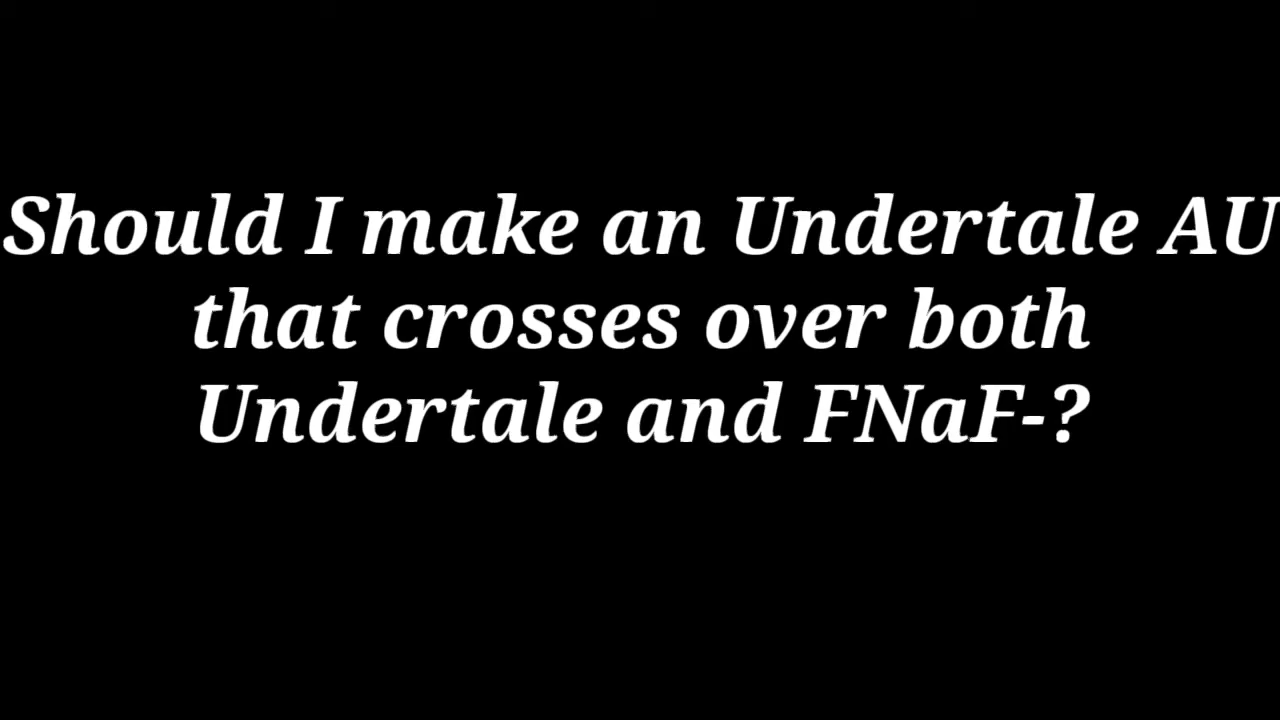 Should I make an Undertale AU
that crosses over both
Undertale and FNaF-?